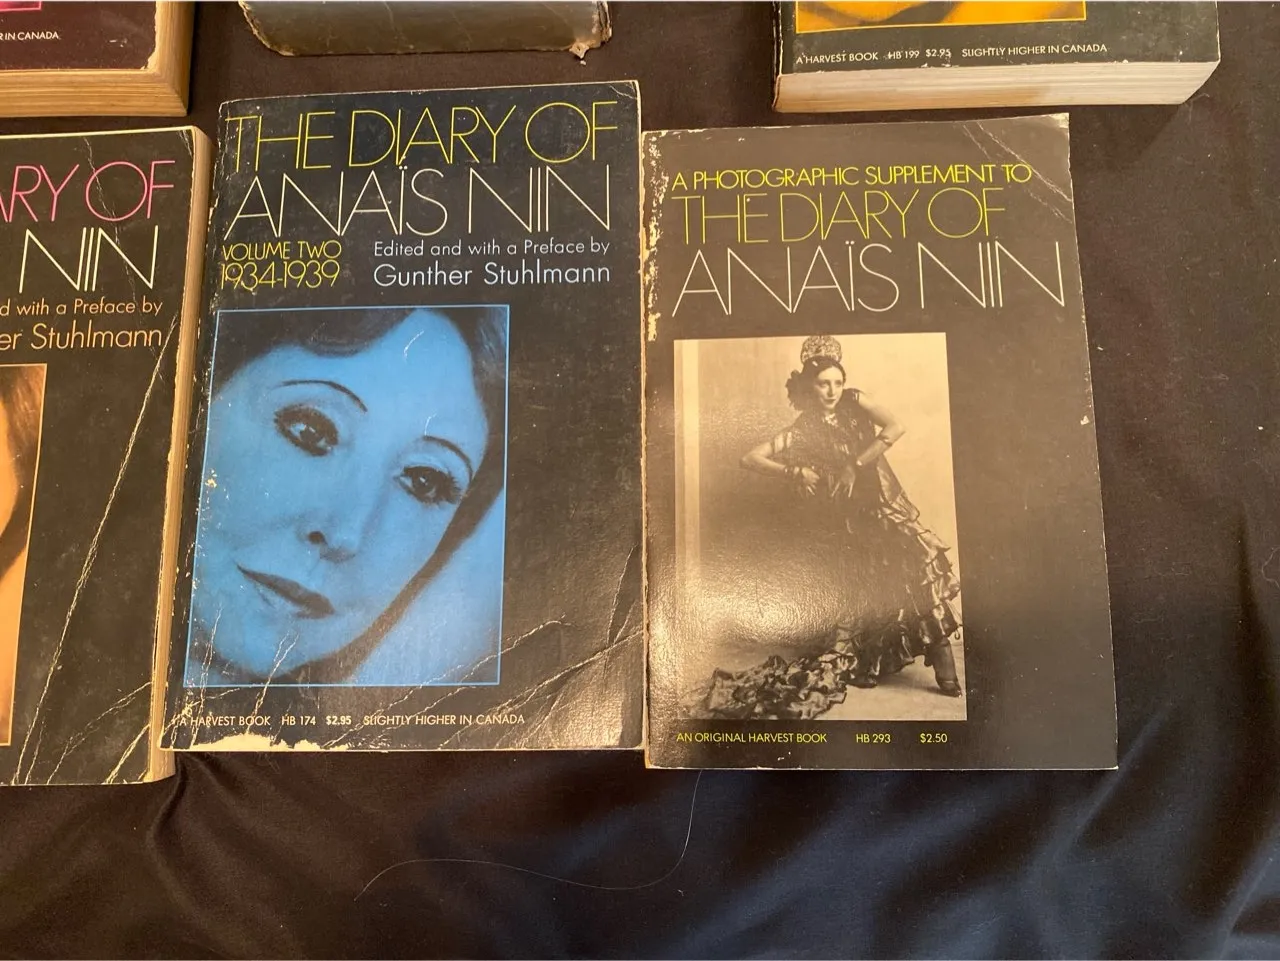 R IN CANADA
A HARVEST BOOK HB 199 $2.95 SLIGHTLY HIGHER IN CANADA
ARY OF
NIN
d with a Preface by
er Stuhlmann
THE DIARY OF
ANAÏS NIN
VOLUME TWO
1934-1939
Edited and with a Preface by
Gunther Stuhlmann
A HARVEST BOOK HB 174 $2.95 SLIGHTLY HIGHER IN CANADA
A PHOTOGRAPHIC SUPPLEMENT TO
THE DIARY OF
ANAÏS NIN
AN ORIGINAL HARVEST BOOK HB 293 $2.50